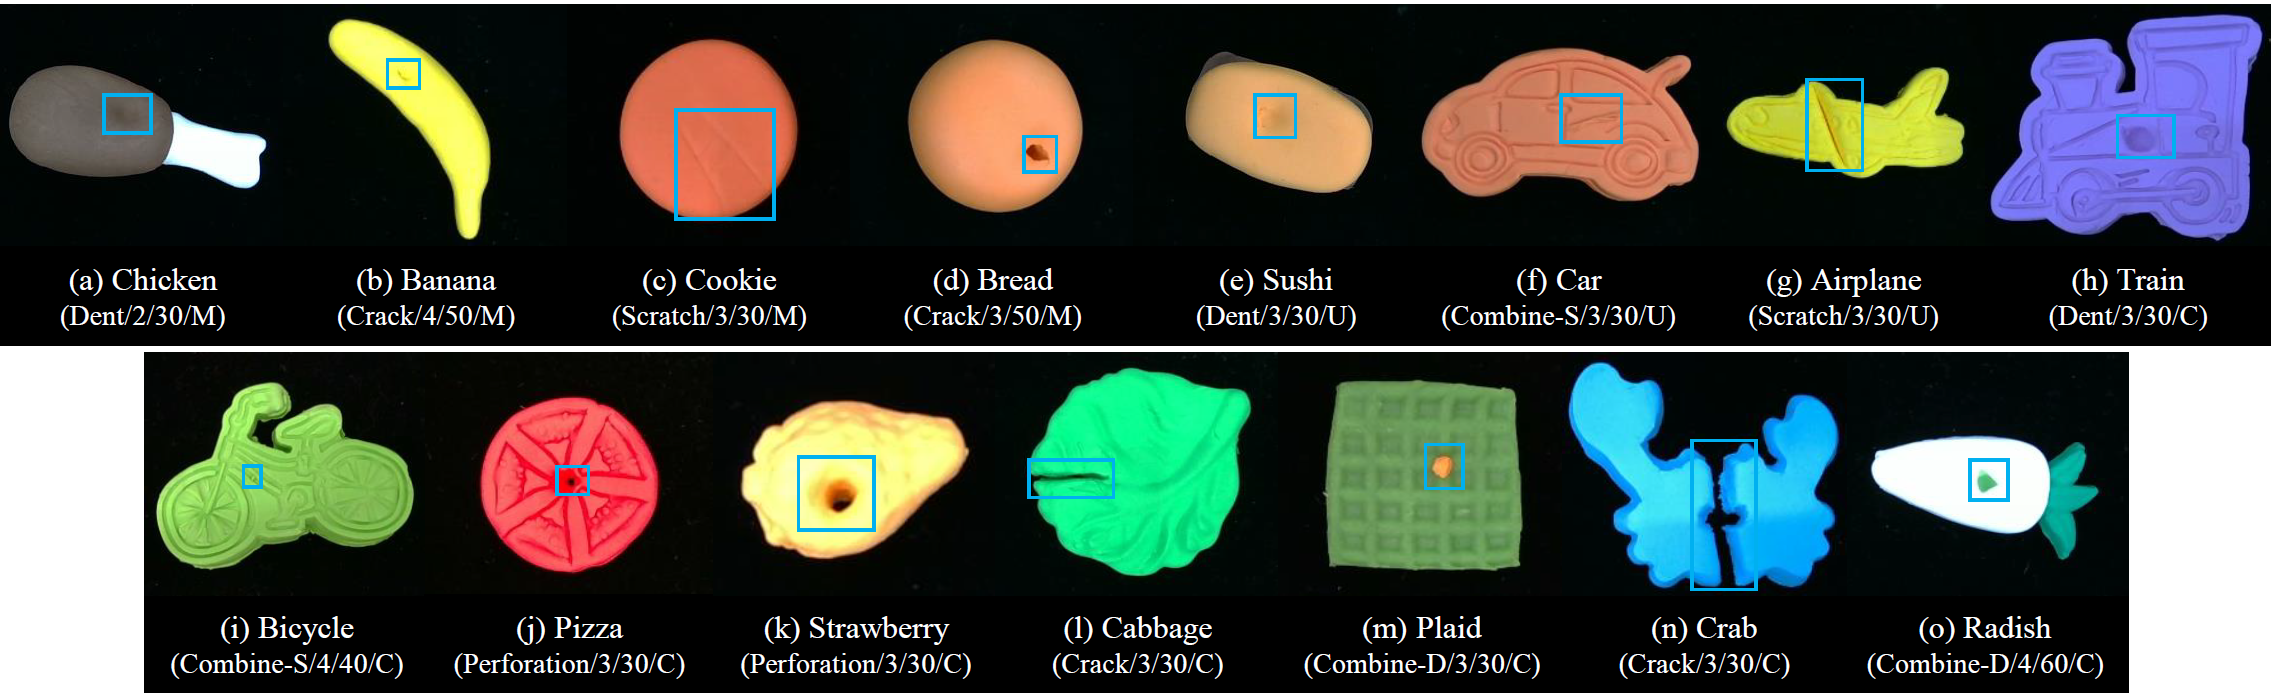 (a) Chicken (b) Banana (c) Cookie (d) Bread (e) Sushi (f) Car (g) Airplane (h) Train
(Dent/2/30/M) (Crack/4/50/M) (Scratch/3/30/M) (Crack/3/50/M) (Dent/3/30/U) (Combine-S/3/30/U) (Scratch/3/30/U) (Dent/3/30/C)
(i) Bicycle (j) Pizza (k) Strawberry (l) Cabbage (m) Plaid (n) Crab (o) Radish
(Combine-S/4/40/C) (Perforation/3/30/C) (Perforation/3/30/C) (Crack/3/30/C) (Combine-D/3/30/C) (Crack/3/30/C) (Combine-D/4/60/C)